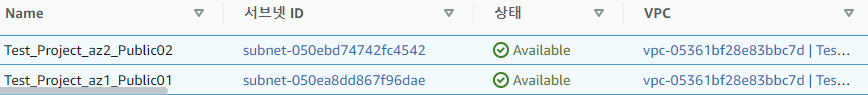 Name 서브넷 ID 상태 VPC
Test_Project_az2_Public02 subnet-050ebd74742fc4542 Available vpc-05361bf28e83bbc7d | Tes...
Test_Project_az1_Public01 subnet-050ea8dd867f96dae Available vpc-05361bf28e83bbc7d | Tes...